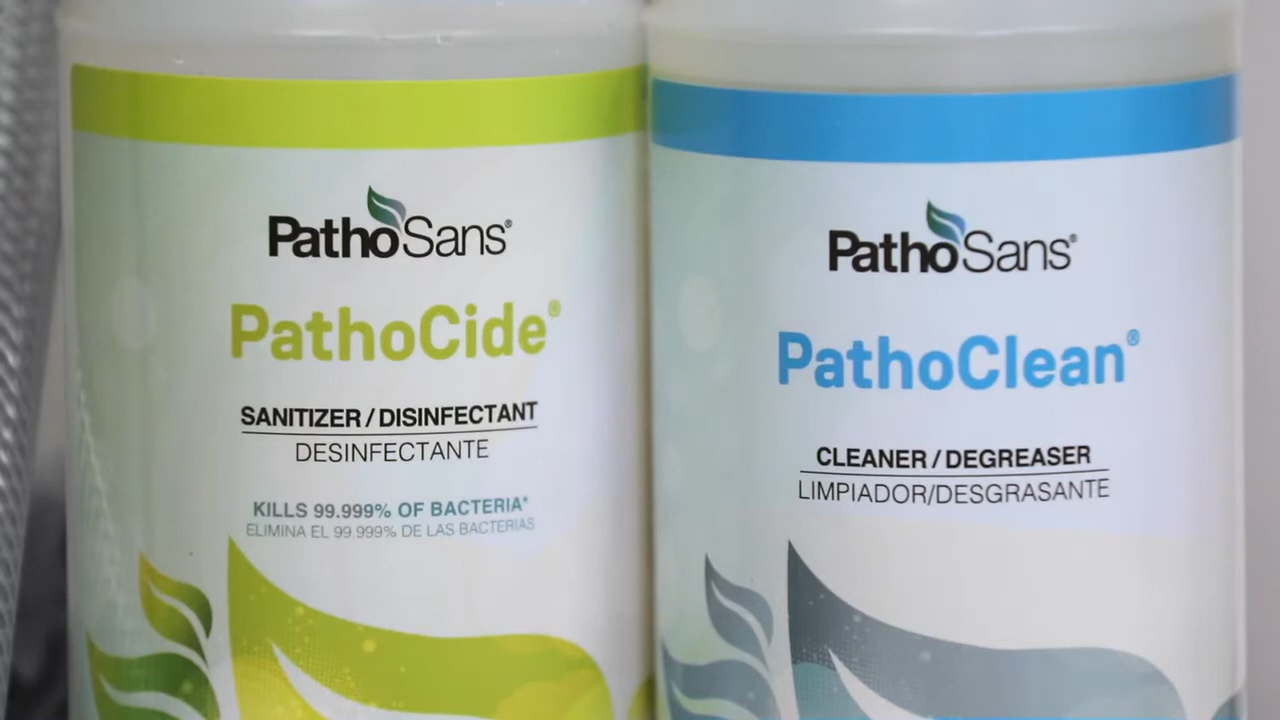 PathoSans®
PathoCide®
SANITIZER / DISINFECTANT
DESINFECTANTE
KILLS 99.999% OF BACTERIA*
ELIMINA EL 99.999% DE LAS BACTERIAS
PathoSans®
PathoClean®
CLEANER / DEGREASER
LIMPIADOR/DESGRASANTE